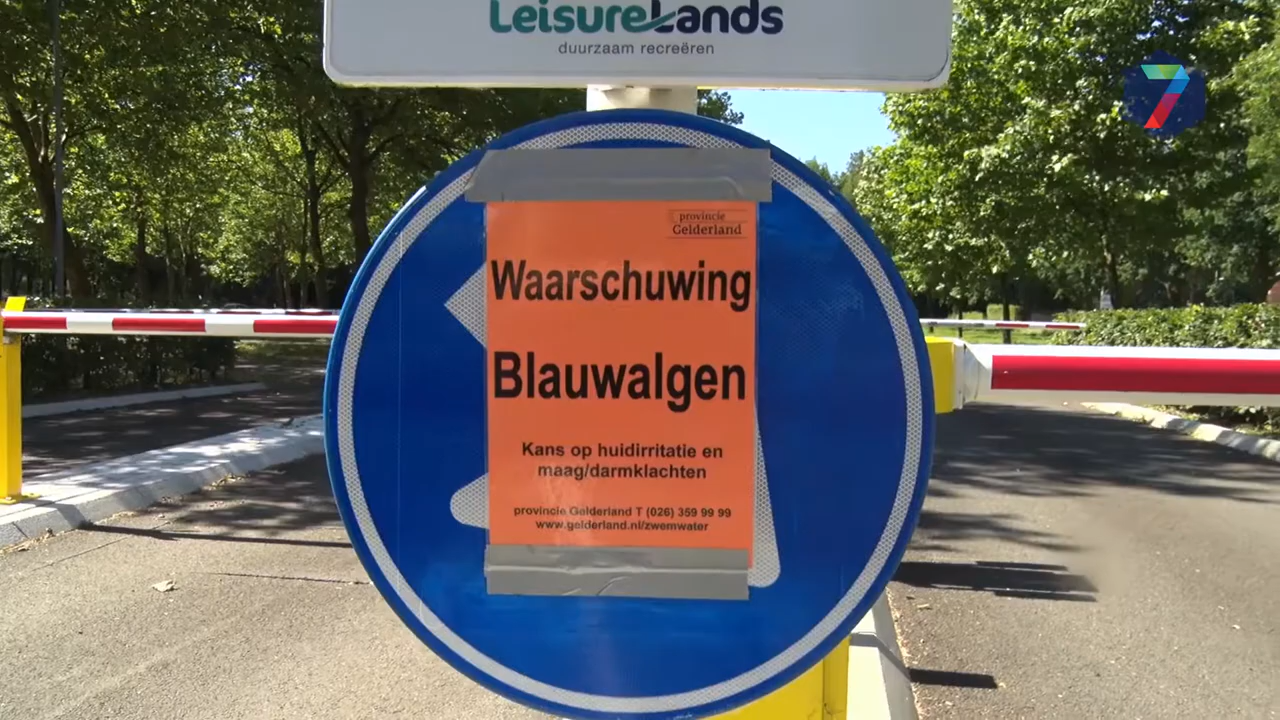 LeisureLands
duurzaam recreëren
7
provincie
Gelderland
Waarschuwing
Blauwalgen
Kans op huidirritatie en
maag/darmklachten
provincie Gelderland T (026) 359 99 99
www.gelderland.nl/zwemwater